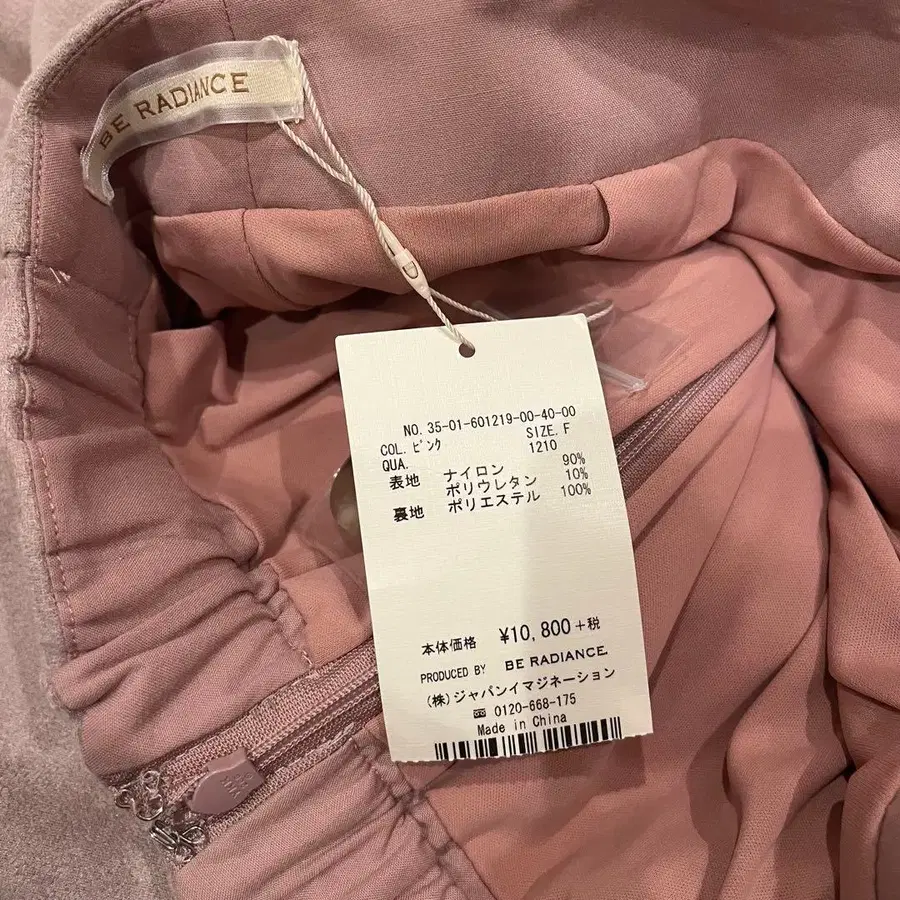 BE RADIANCE
NO. 35-01-601219-00-40-00
COL. ピンク SIZE. F
QUA. 1210
表地 ナイロン 90%
ポリウレタン 10%
裏地 ポリエステル 100%
本体価格 ¥10,800+税
PRODUCED BY BE RADIANCE.
(株)ジャパンイマジネーション
0120-668-175
Made in China